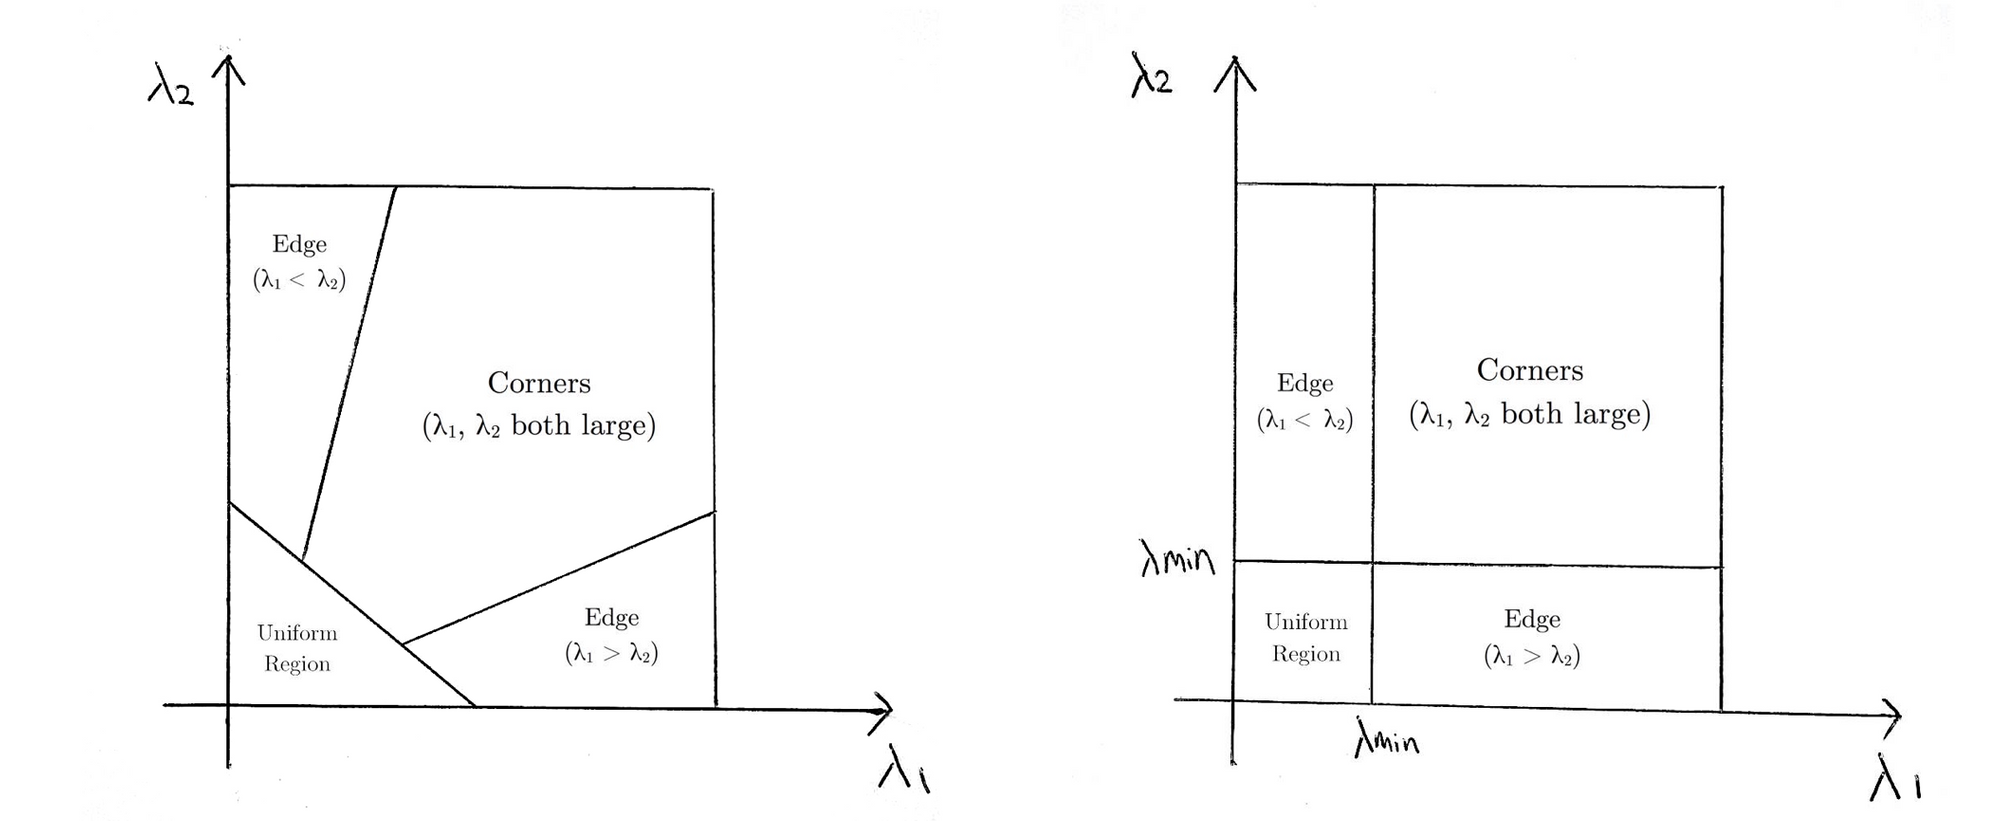 λ2
Edge
(λ₁ < λ₂)
Corners
(λ₁, λ₂ both large)
Edge
(λ₁ > λ₂)
Uniform
Region
λ1
λ2
Edge
(λ₁ < λ₂)
Corners
(λ₁, λ₂ both large)
λmin
Uniform
Region
Edge
(λ₁ > λ₂)
λmin
λ1